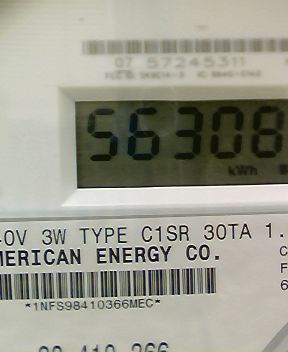 07 57245311
56308
kWh
0V 3W TYPE C1SR 30TA 1.
MERICAN ENERGY CO.
*1NFS98410366MEC*